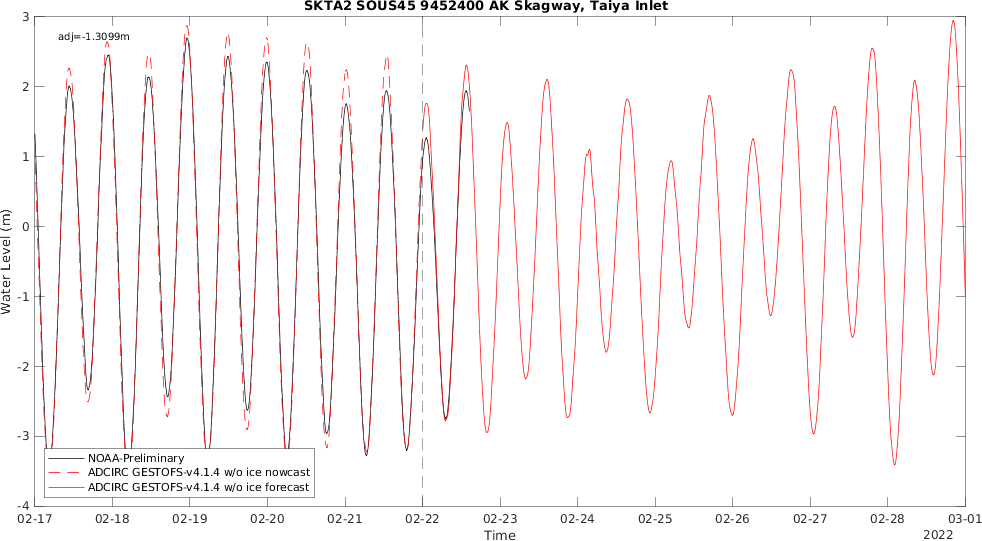 SKTA2 SOUS45 9452400 AK Skagway, Taiya Inlet
adj=-1.3099m
3
2
1
0
-1
-2
-3
-4
Water Level (m)
NOAA-Preliminary
ADCIRC GESTOFS-v4.1.4 w/o ice nowcast
ADCIRC GESTOFS-v4.1.4 w/o ice forecast
02-17 02-18 02-19 02-20 02-21 02-22 02-23 02-24 02-25 02-26 02-27 02-28 03-01
Time
2022